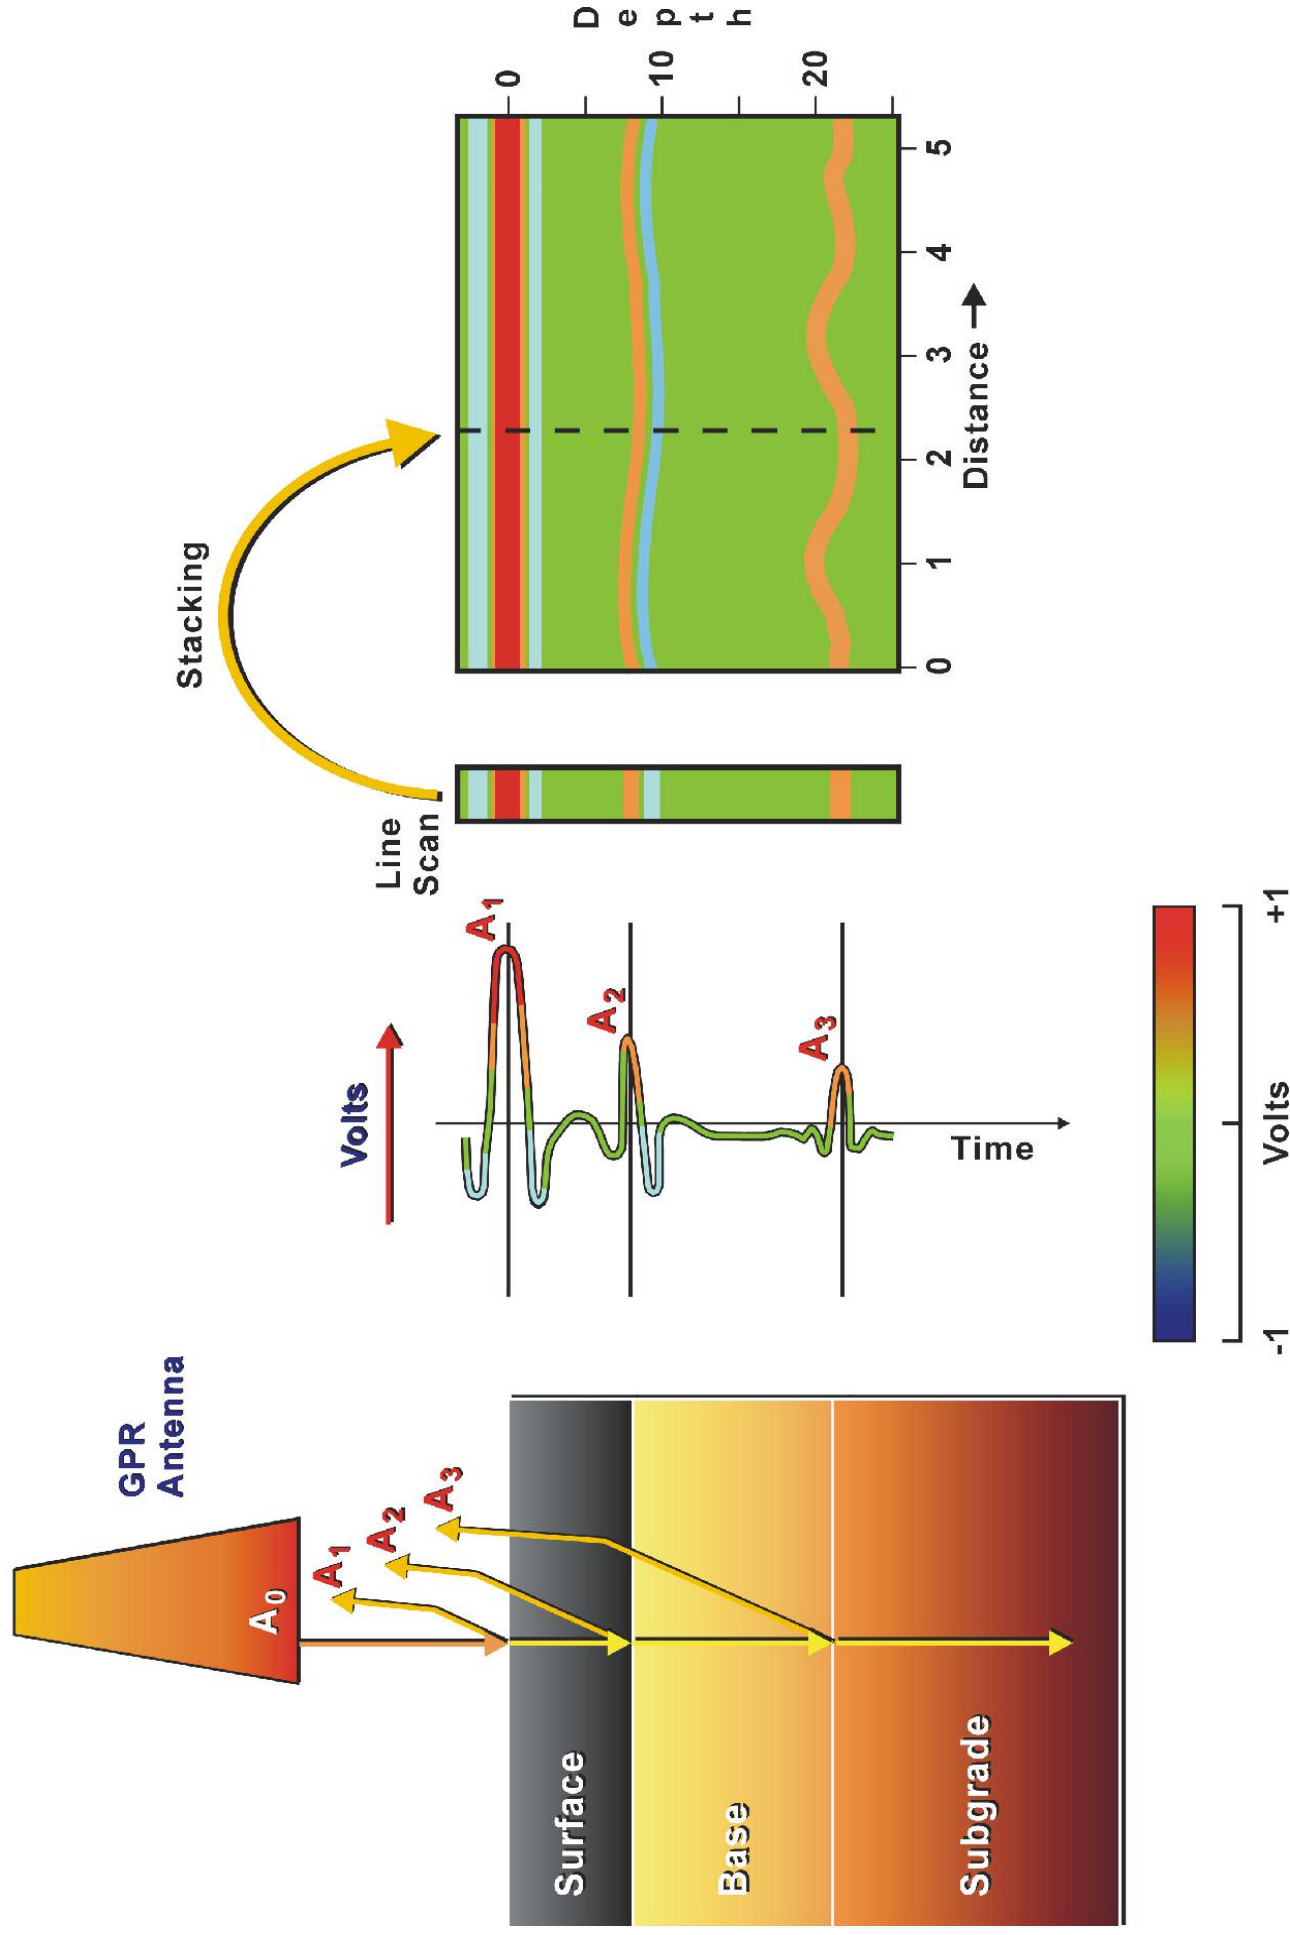 GPR
Antenna
A0
A1
A2
A3
Surface
Base
Subgrade
Volts
A1
A2
A3
Time
Line
Scan
Stacking
Depth
0
10
20
0 1 2 3 4 5
Distance
-1 Volts +1